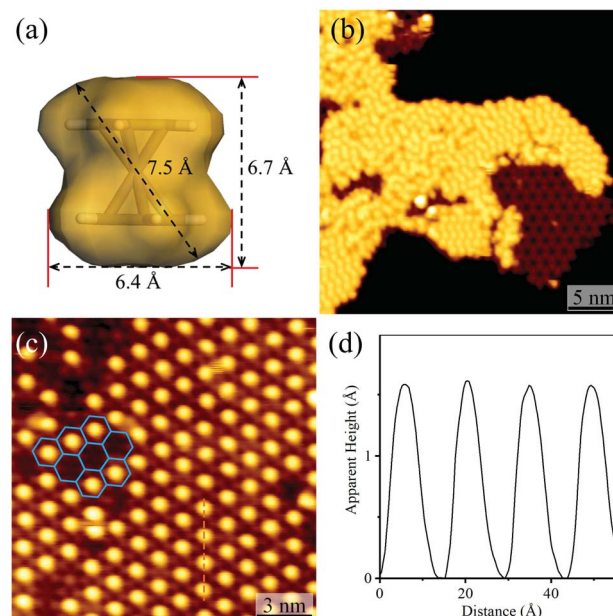 (a)
7.5 Å
6.7 Å
6.4 Å
(b)
5 nm
(c)
3 nm
(d)
Apparent Height (Å)
1
0
0
20
40
Distance (Å)